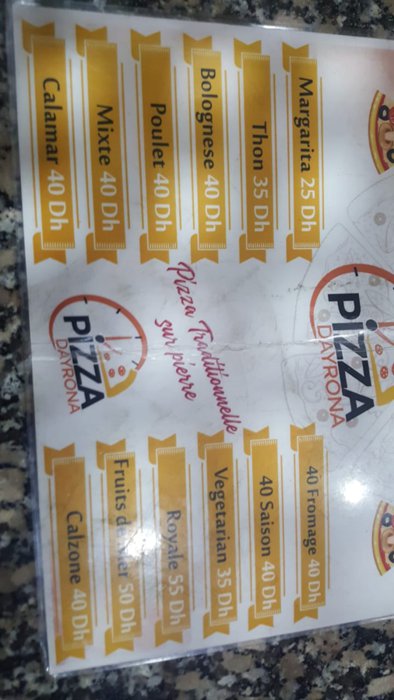 PIZZA
DAYRONA
Margarita 25 Dh
Thon 35 Dh
Bolognese 40 Dh
Poulet 40 Dh
Mixte 40 Dh
Calamar 40 Dh
40 Fromage 40 Dh
40 Saison 40 Dh
Vegetarian 35 Dh
Royale 55 Dh
Fruits de Mer 50 Dh
Calzone 40 Dh
Pizza Traditionnelle
sur pierre
PIZZA
DAYRONA